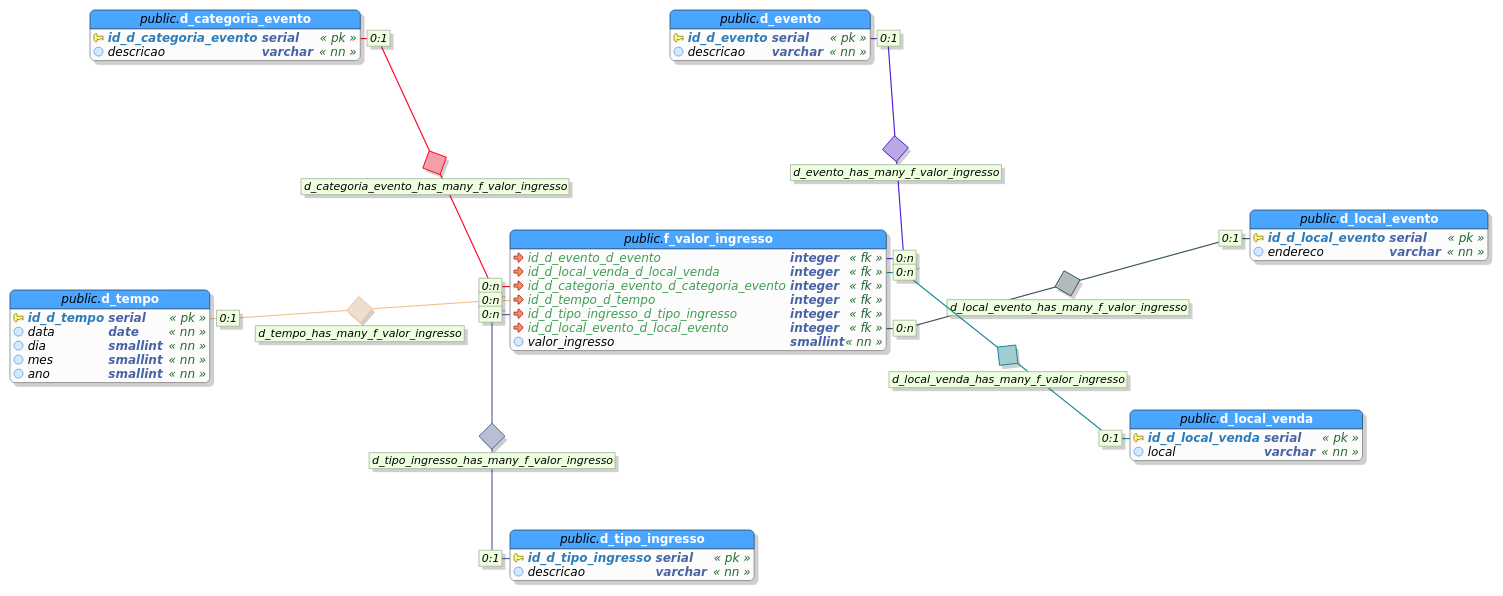 public.d_categoria_evento
id_d_categoria_evento serial « pk »
descricao varchar « nn »
0:1
public.d_evento
id_d_evento serial « pk »
descricao varchar « nn »
0:1
d_categoria_evento_has_many_f_valor_ingresso
d_evento_has_many_f_valor_ingresso
public.d_local_evento
id_d_local_evento serial « pk »
endereco varchar « nn »
0:1
public.f_valor_ingresso
id_d_evento_d_evento integer « fk »
id_d_local_venda_d_local_venda integer « fk »
id_d_categoria_evento_d_categoria_evento integer « fk »
id_d_tempo_d_tempo integer « fk »
id_d_tipo_ingresso_d_tipo_ingresso integer « fk »
id_d_local_evento_d_local_evento integer « fk »
valor_ingresso smallint « nn »
0:n
0:n
0:n
0:n
0:n
0:n
public.d_tempo
id_d_tempo serial « pk »
data date « nn »
dia smallint « nn »
mes smallint « nn »
ano smallint « nn »
0:1
d_tempo_has_many_f_valor_ingresso
d_local_evento_has_many_f_valor_ingresso
d_local_venda_has_many_f_valor_ingresso
public.d_local_venda
id_d_local_venda serial « pk »
local varchar « nn »
0:1
d_tipo_ingresso_has_many_f_valor_ingresso
public.d_tipo_ingresso
id_d_tipo_ingresso serial « pk »
descricao varchar « nn »
0:1